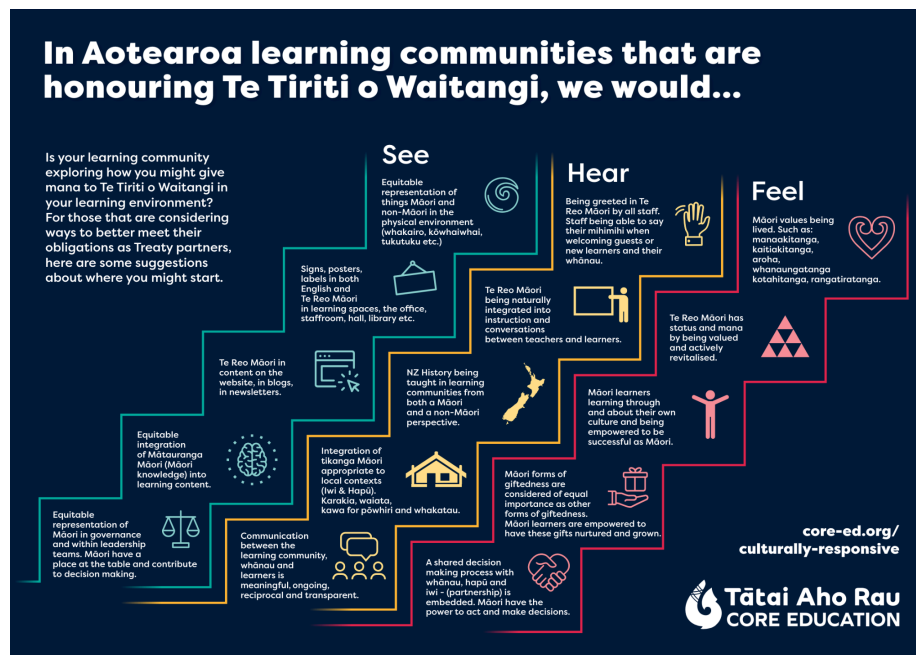 In Aotearoa learning communities that are
honouring Te Tiriti o Waitangi, we would...
Is your learning community
exploring how you might give
mana to Te Tiriti o Waitangi in
your learning environment?
For those that are considering
ways to better meet their
obligations as Treaty partners,
here are some suggestions
about where you might start.
See
Equitable
representation of
things Māori and
non-Māori in the
physical environment
(whakairo, kōwhaiwhai,
tukutuku etc.)
Signs, posters,
labels in both
English and
Te Reo Māori
in learning spaces, the office,
staffroom, hall, library etc.
Te Reo Māori in
content on the
website, in blogs,
in newsletters.
Equitable
integration
of Mātauranga
Māori (Māori
knowledge) into
learning content.
Equitable
representation of
Māori in governance
and within leadership
teams. Māori have a
place at the table and contribute
to decision making.
Hear
Being greeted in Te
Reo Māori by all staff.
Staff being able to say
their mihimihi when
welcoming guests or
new learners and their
whānau.
Te Reo Māori
being naturally
integrated into
instruction and
conversations
between teachers and learners.
NZ History being
taught in learning
communities from
both a Māori
and a non-Māori
perspective.
Integration of
tikanga Māori
appropriate to
local contexts
(Iwi & Hapū).
Karakia, waiata,
kawa for pōwhiri and whakatau.
Communication
between the
learning community,
whānau and
learners is
meaningful, ongoing,
reciprocal and transparent.
Feel
Māori values being
lived. Such as:
manaakitanga,
kaitiakitanga,
aroha,
whanaungatanga
kotahitanga, rangatiratanga.
Te Reo Māori has
status and mana
by being valued
and actively
revitalised.
Māori learners
learning through
and about their own
culture and being
empowered to be
successful as Māori.
Māori forms of
giftedness are
considered of equal
importance as other
forms of giftedness.
Māori learners are empowered to
have these gifts nurtured and grown.
A shared decision
making process with
whānau, hapū and
iwi - (partnership) is
embedded. Māori have the
power to act and make decisions.
core-ed.org/
culturally-responsive
Tātai Aho Rau
CORE EDUCATION